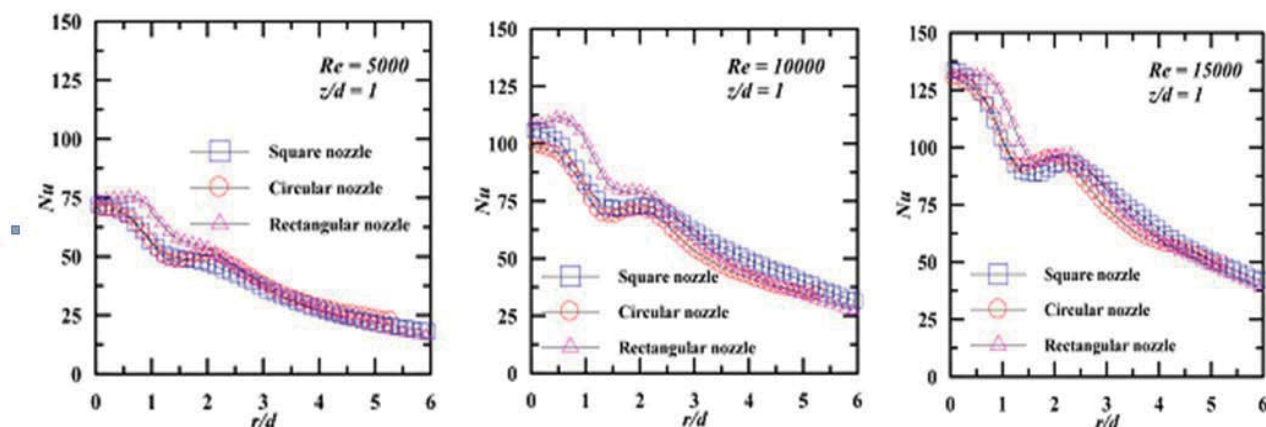 150
125
100
75
50
25
0
Nu
Re = 5000
z/d = 1
Square nozzle
Circular nozzle
Rectangular nozzle
0 1 2 3 4 5 6
r/d
150
125
100
75
50
25
0
Nu
Re = 10000
z/d = 1
Square nozzle
Circular nozzle
Rectangular nozzle
0 1 2 3 4 5 6
r/d
150
125
100
75
50
25
0
Nu
Re = 15000
z/d = 1
Square nozzle
Circular nozzle
Rectangular nozzle
0 1 2 3 4 5 6
r/d